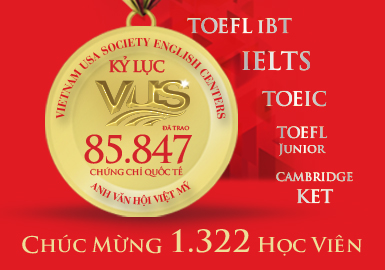 VIETNAM USA SOCIETY ENGLISH CENTERS
KỶ LỤC
VUS
ĐÃ TRAO
85.847
CHỨNG CHỈ QUỐC TẾ
ANH VĂN HỘI VIỆT MỸ
TOEFL iBT
IELTS
TOEIC
TOEFL
JUNIOR
CAMBRIDGE
KET
CHÚC MỪNG 1.322 HỌC VIÊN